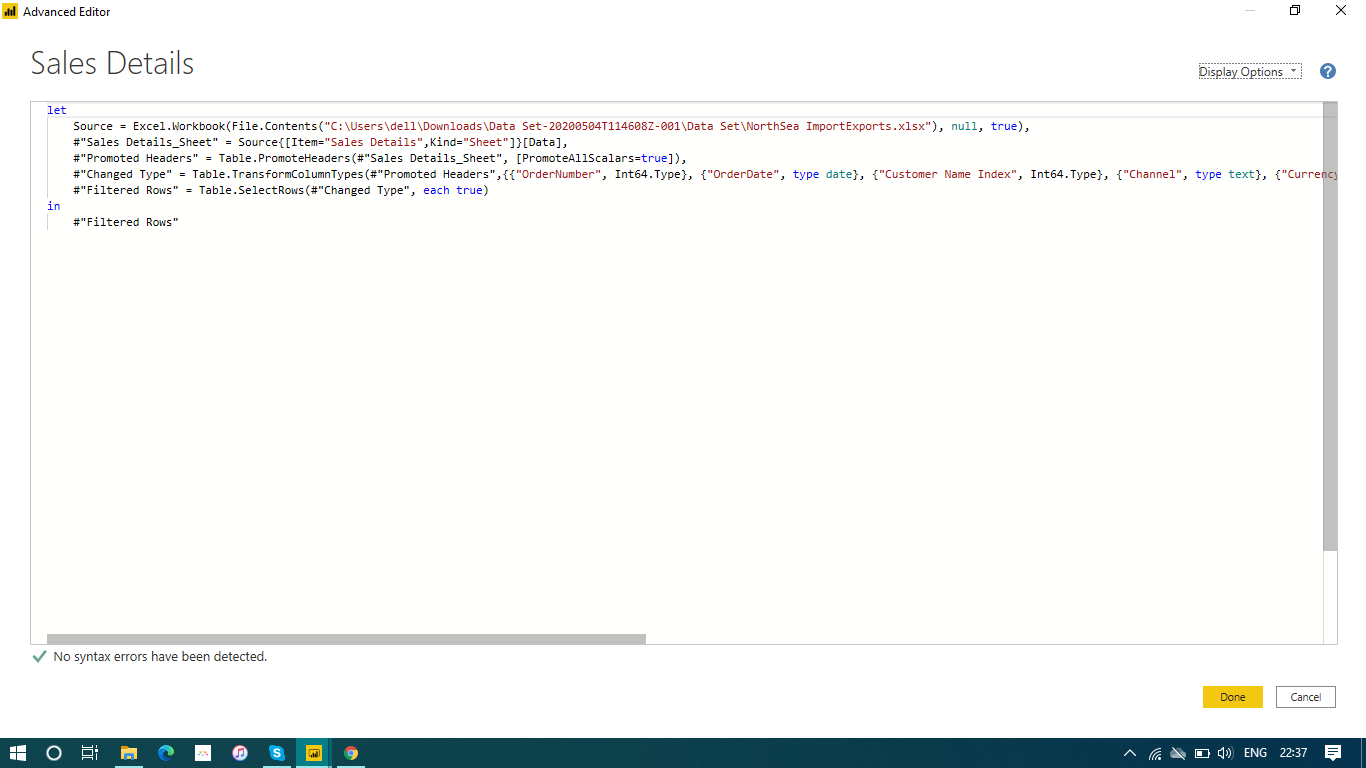 Advanced Editor
Sales Details
Display Options
?
let
Source = Excel.Workbook(File.Contents("C:\Users\dell\Downloads\Data Set-20200504T114608Z-001\Data Set\NorthSea ImportExports.xlsx"), null, true),
#"Sales Details_Sheet" = Source{[Item="Sales Details",Kind="Sheet"]}[Data],
#"Promoted Headers" = Table.PromoteHeaders(#"Sales Details_Sheet", [PromoteAllScalars=true]),
#"Changed Type" = Table.TransformColumnTypes(#"Promoted Headers",{{"OrderNumber", Int64.Type}, {"OrderDate", type date}, {"Customer Name Index", Int64.Type}, {"Channel", type text}, {"Currency
#"Filtered Rows" = Table.SelectRows(#"Changed Type", each true)
in
#"Filtered Rows"
No syntax errors have been detected.
Done
Cancel
ENG
22:37